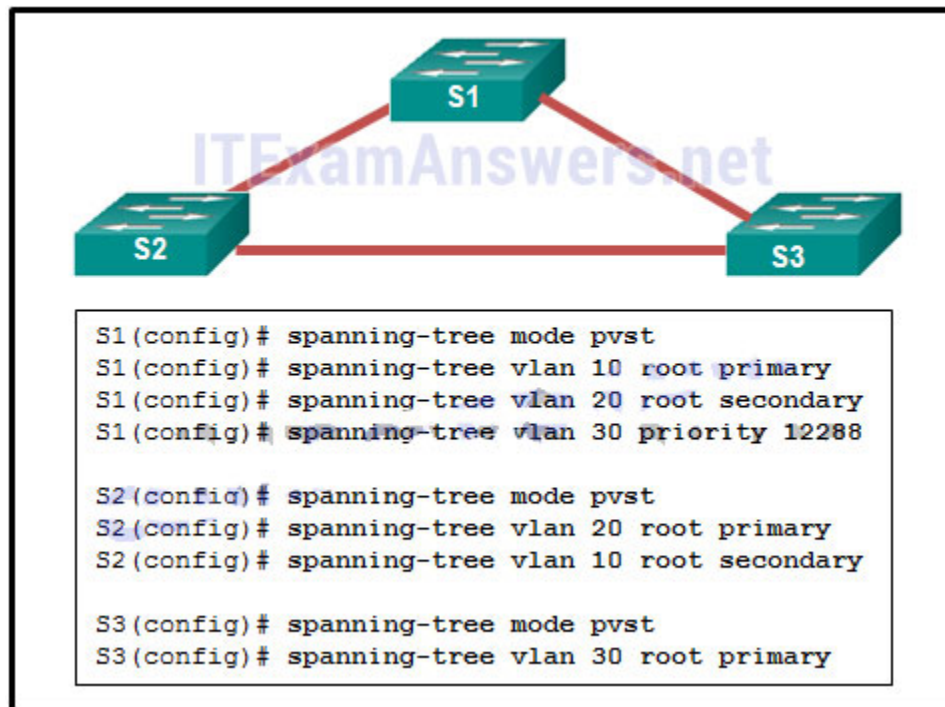 S1
ITExamAnswers.net
S2
S3
S1(config)# spanning-tree mode pvst
S1(config)# spanning-tree vlan 10 root primary
S1(config)# spanning-tree vlan 20 root secondary
S1(config)# spanning-tree vlan 30 priority 12288
S2(config)# spanning-tree mode pvst
S2(config)# spanning-tree vlan 20 root primary
S2(config)# spanning-tree vlan 10 root secondary
S3(config)# spanning-tree mode pvst
S3(config)# spanning-tree vlan 30 root primary